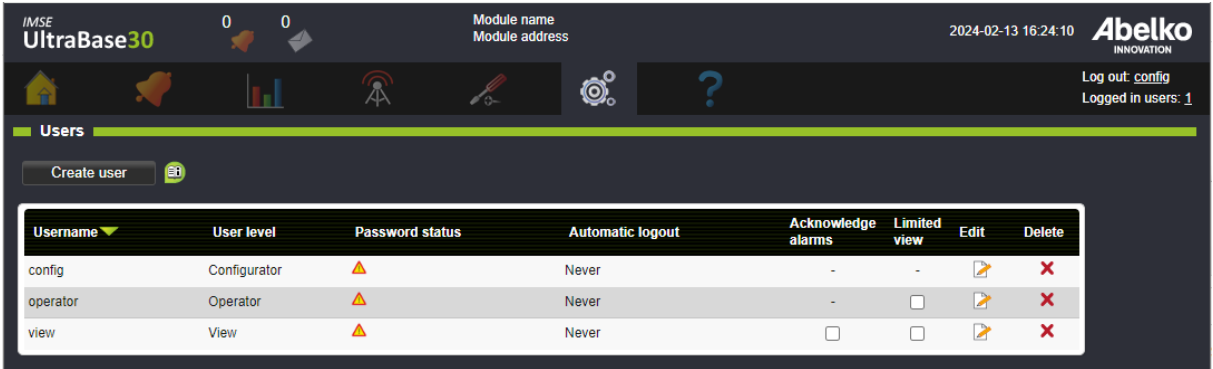 IMSE
UltraBase30
0
0
Module name
Module address
2024-02-13 16:24:10
Abelko
INNOVATION
Log out: config
Logged in users: 1
Users
Create user
Username User level Password status Automatic logout Acknowledge alarms Limited view Edit Delete
config Configurator Never - -
operator Operator Never -
view View Never